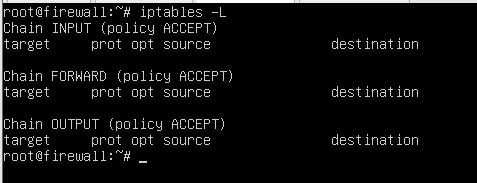 root@firewall:~# iptables -L
Chain INPUT (policy ACCEPT)
target     prot opt source               destination
Chain FORWARD (policy ACCEPT)
target     prot opt source               destination
Chain OUTPUT (policy ACCEPT)
target     prot opt source               destination
root@firewall:~# _